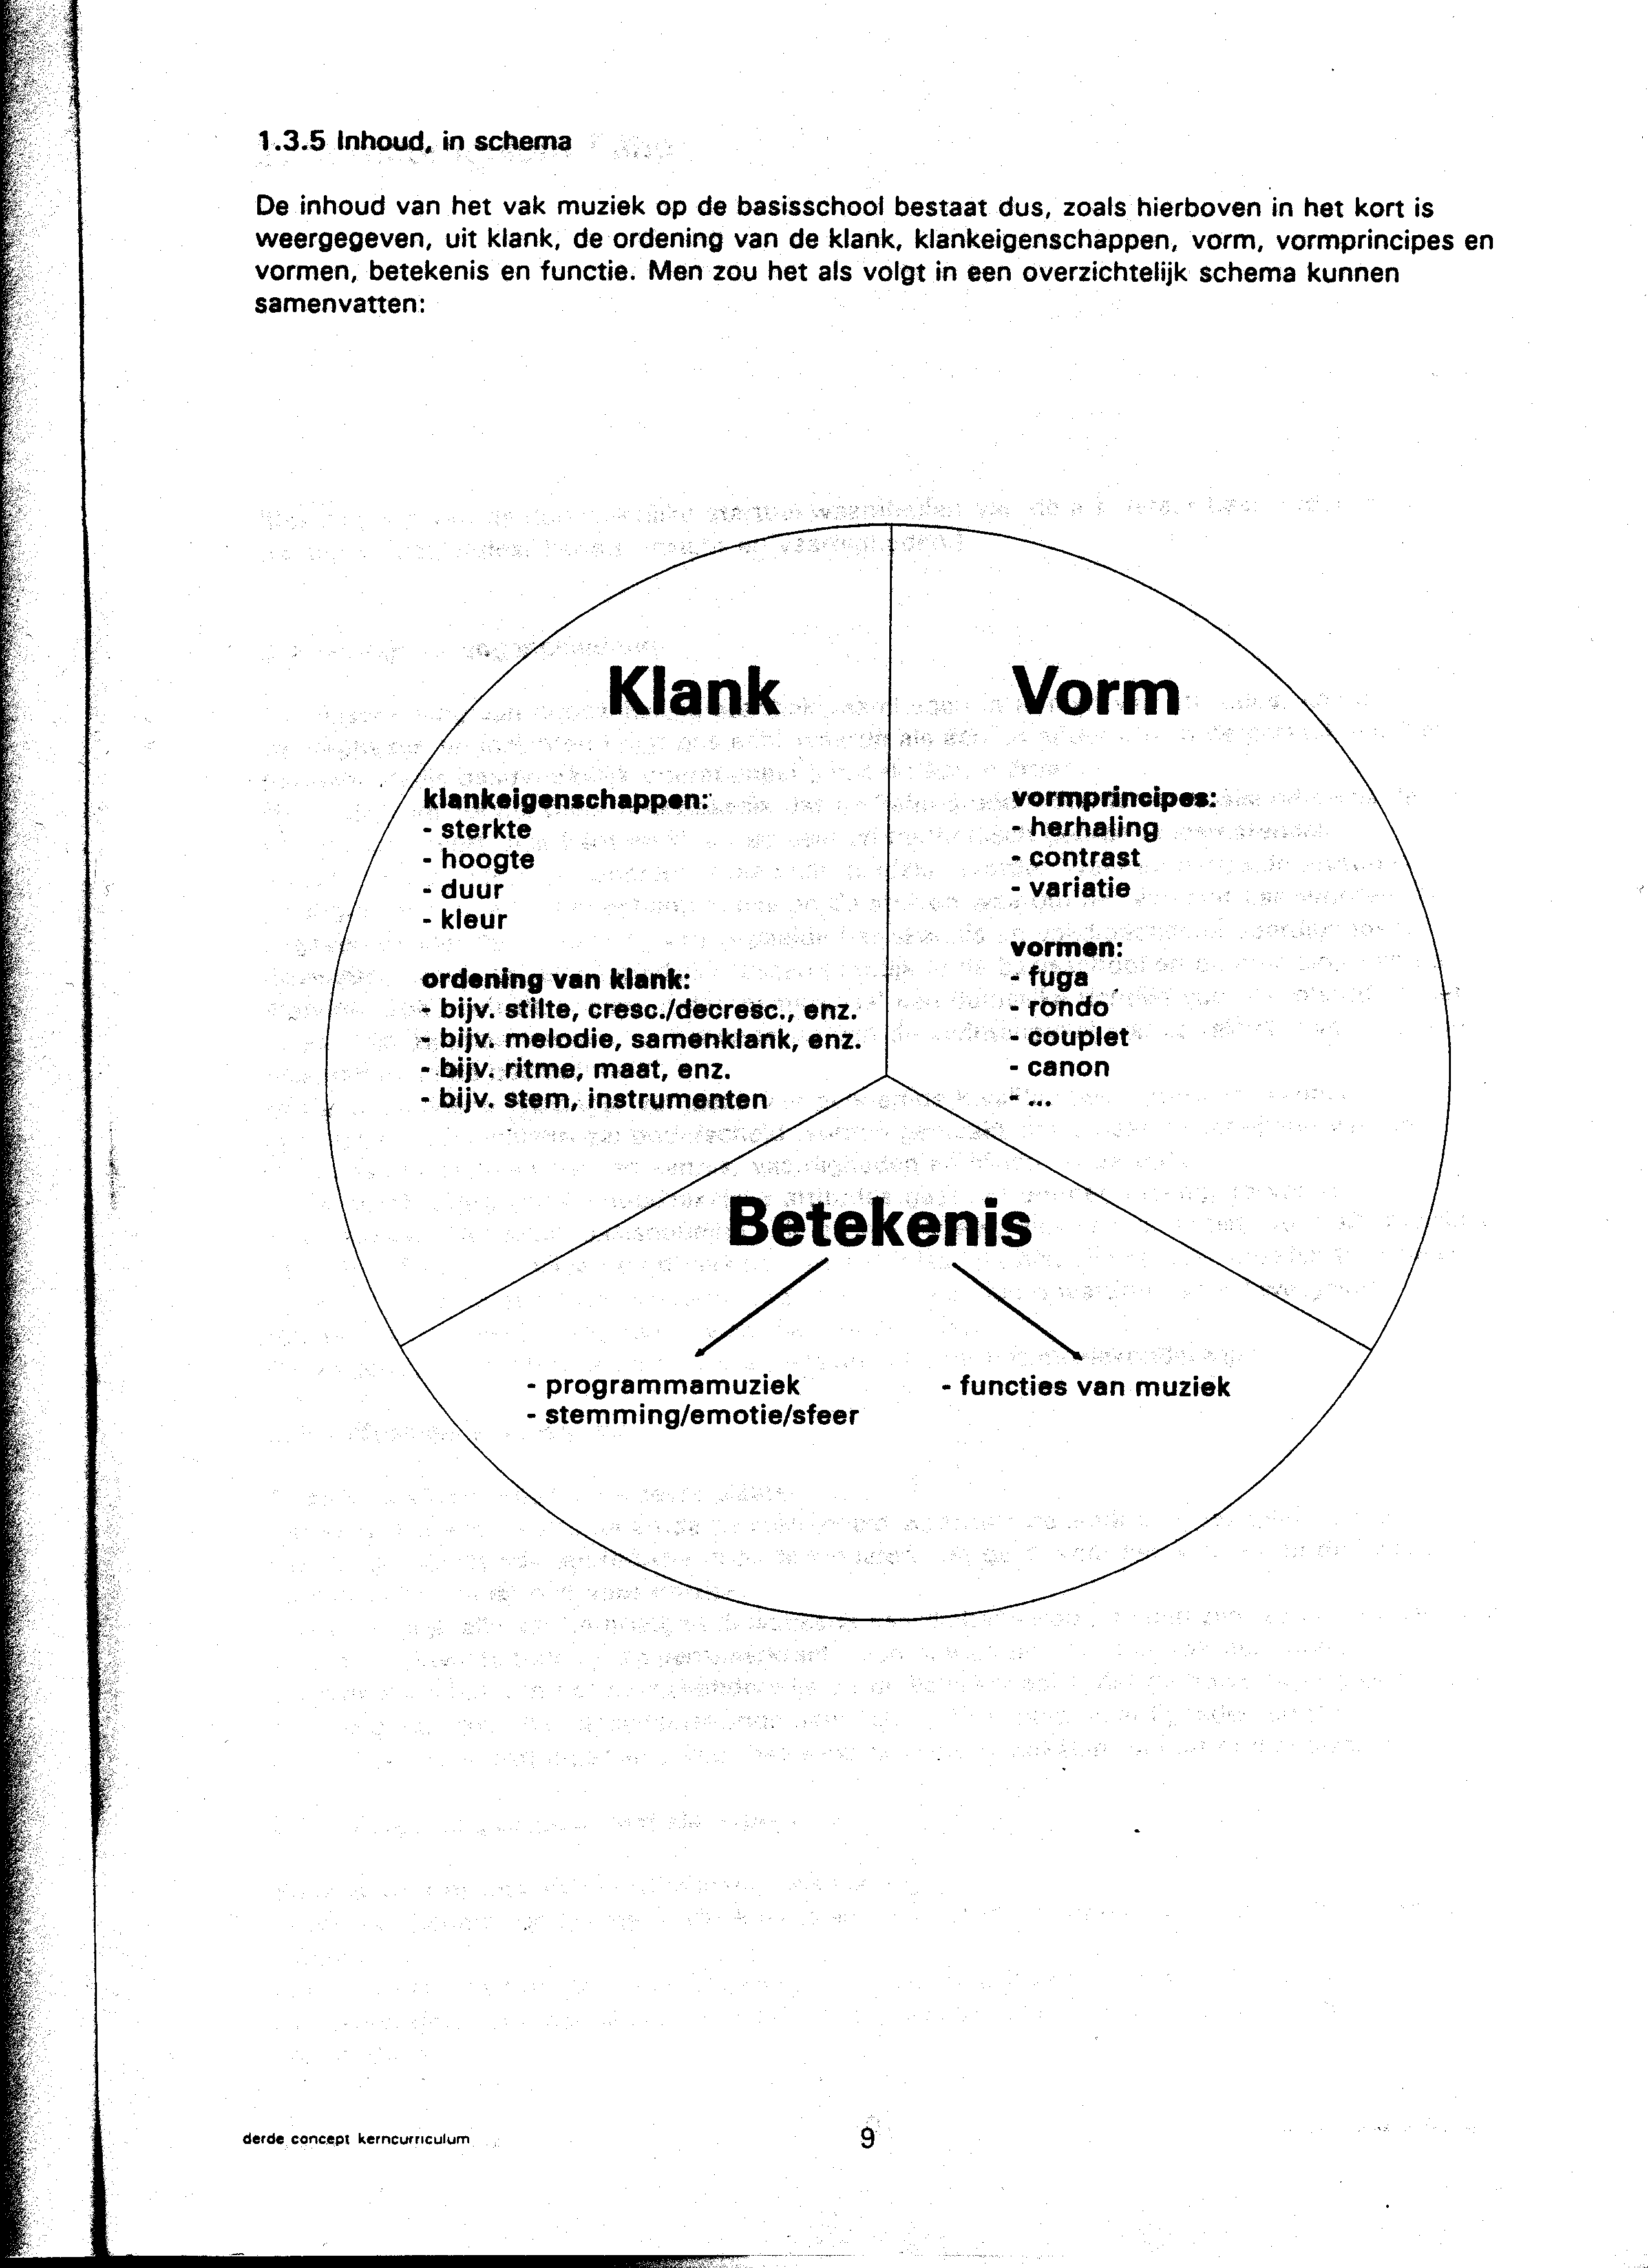 1.3.5 Inhoud, in schema
De inhoud van het vak muziek op de basisschool bestaat dus, zoals hierboven in het kort is
weergegeven, uit klank, de ordening van de klank, klankeigenschappen, vorm, vormprincipes en
vormen, betekenis en functie. Men zou het als volgt in een overzichtelijk schema kunnen
samenvatten:
Klank
klankeigenschappen:
- sterkte
- hoogte
- duur
- kleur
ordening van klank:
- bijv. stilte, cresc./decresc., enz.
- bijv. melodie, samenklank, enz.
- bijv. ritme, maat, enz.
- bijv. stem, instrumenten
Vorm
vormprincipes:
- herhaling
- contrast
- variatie
vormen:
- fuga
- rondo
- couplet
- canon
- ...
Betekenis
- programmamuziek
- stemming/emotie/sfeer
- functies van muziek
derde concept kerncurriculum
9